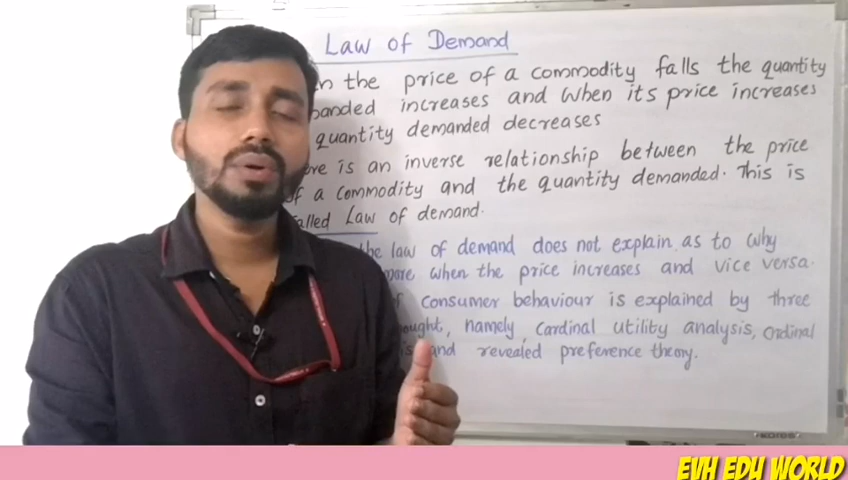 Law of Demand
the price of a commodity falls the quantity
increases and when its price increases
quantity demanded decreases
is an inverse relationship between the price
of a commodity and the quantity demanded. This is
Law of demand.
the law of demand does not explain as to why
when the price increases and vice versa.
Consumer behaviour is explained by three
namely, Cardinal utility analysis, Ordinal
and revealed preference theory.
EVH EDU WORLD